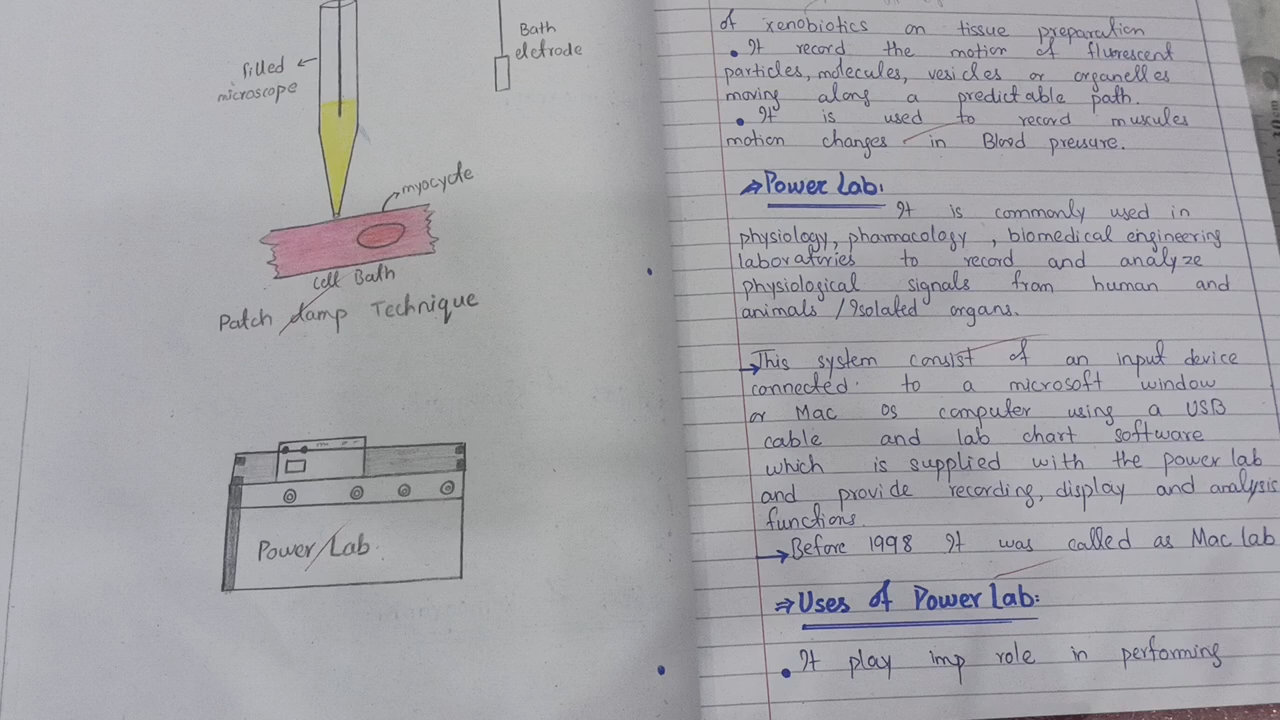 filled
microscope
Bath
eletrode
myocyte
Cell Bath
Patch clamp Technique
Power Lab.
of xenobiotics on tissue preparation
• It record the motion of fluorescent
particles, molecules, vesicles or organelles
moving along a predictable path.
• It is used to record muscules
motion changes in Blood pressure.
⇒ Power Lab:
It is commonly used in
physiology, pharmacology, biomedical engineering
laboratories to record and analyze
physiological signals from human and
animals / Isolated organs.
→ This system consist of an input device
connected to a microsoft window
or Mac OS computer using a USB
cable and lab chart software
which is supplied with the power lab
and provide recording, display and analysis
functions.
→ Before 1998 It was called as Mac lab
⇒ Uses of Power lab:
• It play imp role in performing